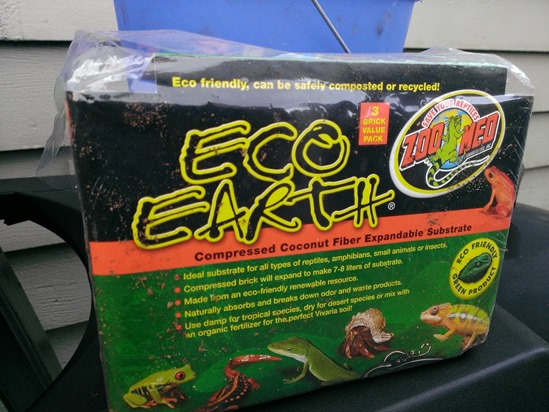 Eco friendly, can be safely composted or recycled!
3
BRICK
VALUE
PACK
SAVE YOUR REPTILES
ZOO MED
ECO
EARTH®
Compressed Coconut Fiber Expandable Substrate
Ideal substrate for all types of reptiles, amphibians, small animals or insects.
Compressed brick will expand to make 7-8 liters of substrate.
Made from an eco-friendly renewable resource.
Naturally absorbs and breaks down odor and waste products.
Use damp for tropical species, dry for desert species or mix with
an organic fertilizer for the perfect Vivaria soil!
ECO FRIENDLY
GREEN PRODUCT